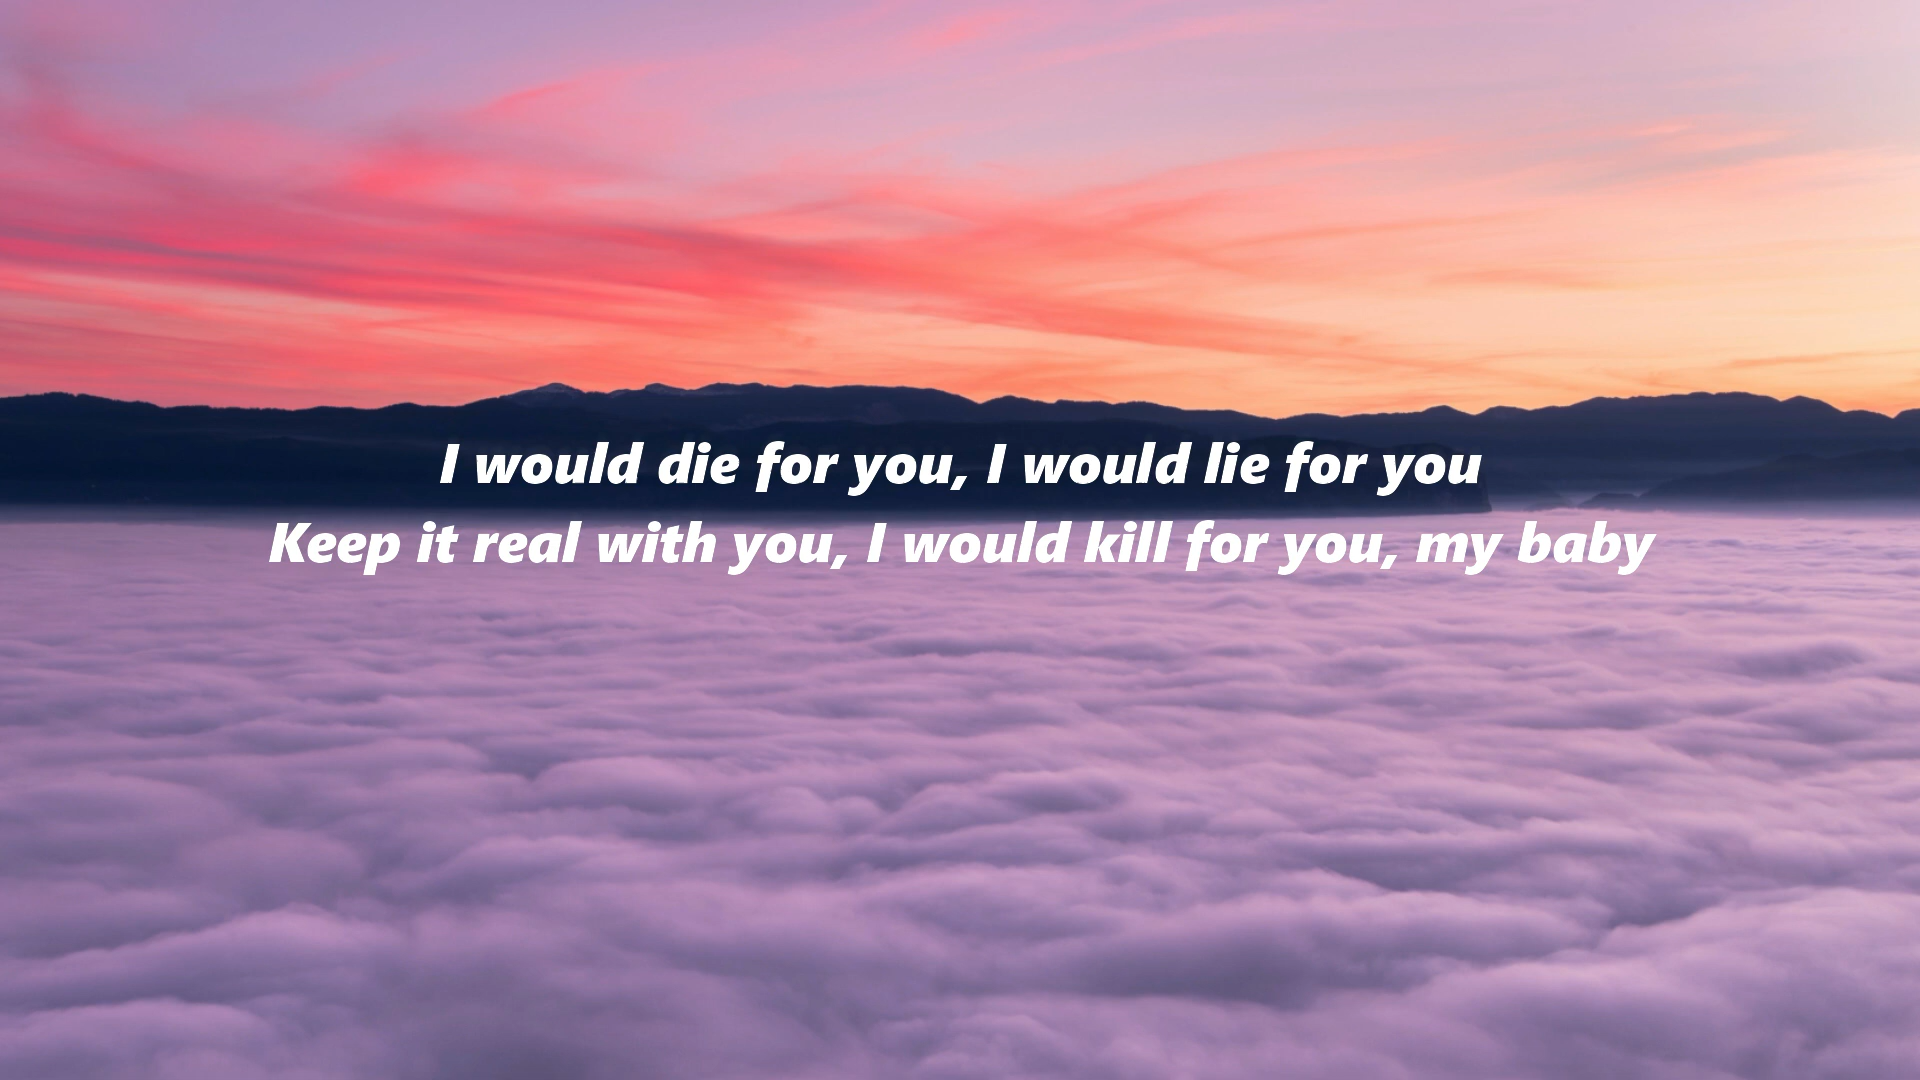 I would die for you, I would lie for you
Keep it real with you, I would kill for you, my baby